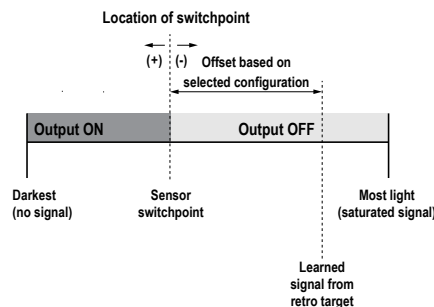 Location of switchpoint
(+) (-)
Offset based on
selected configuration
Output ON
Output OFF
Darkest
(no signal)
Sensor
switchpoint
Most light
(saturated signal)
Learned
signal from
retro target